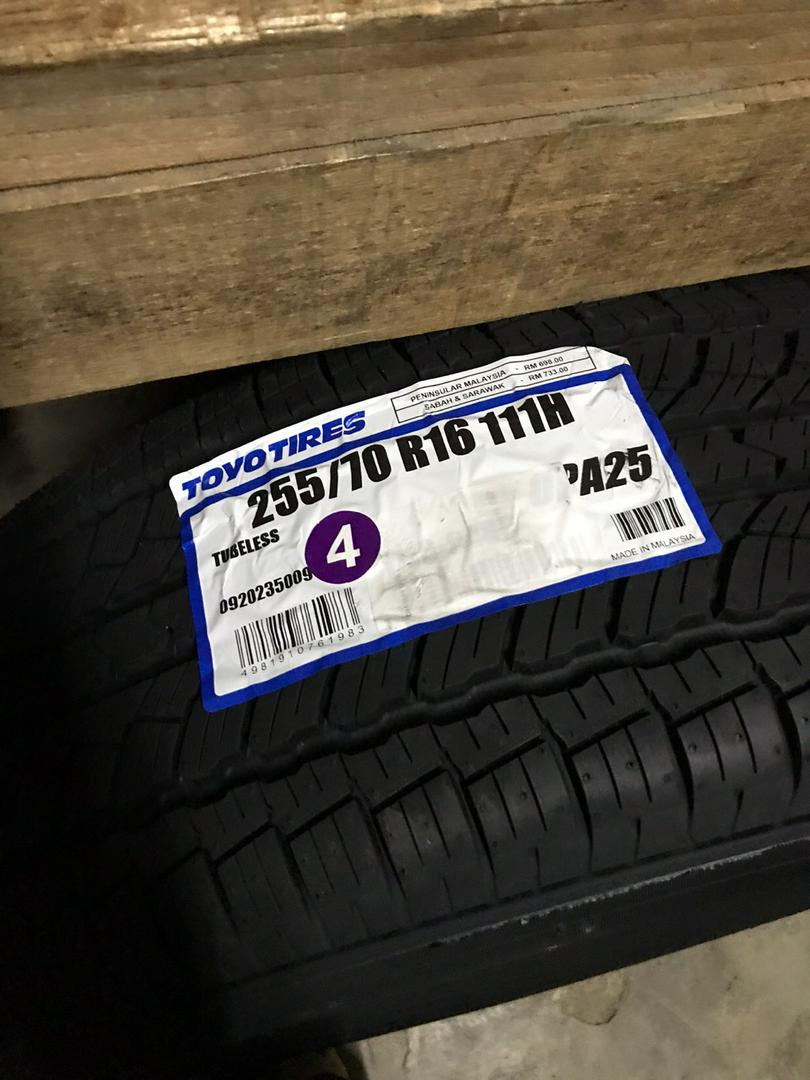 PENINSULAR MALAYSIA - RM 698.00
SABAH & SARAWAK - RM 733.00
TOYO TIRES
255/70 R16 111H
TUBELESS
PA25
4
0920235009
MADE IN MALAYSIA
4981910761983